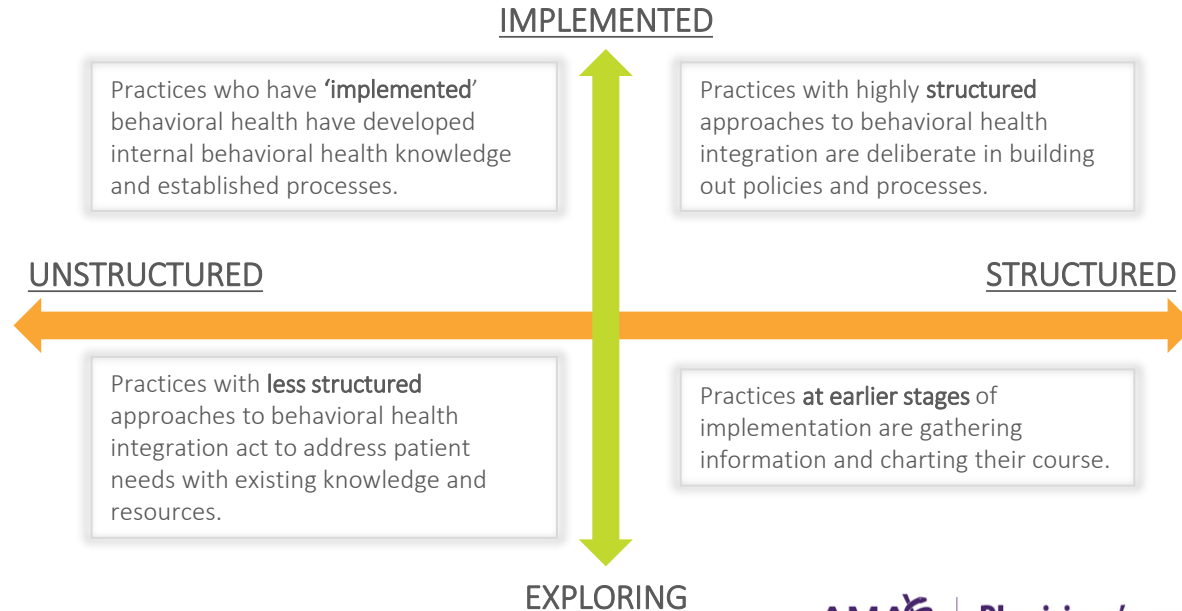 IMPLEMENTED
Practices who have ‘implemented’
behavioral health have developed
internal behavioral health knowledge
and established processes.
Practices with highly structured
approaches to behavioral health
integration are deliberate in building
out policies and processes.
UNSTRUCTURED
STRUCTURED
Practices with less structured
approaches to behavioral health
integration act to address patient
needs with existing knowledge and
resources.
Practices at earlier stages of
implementation are gathering
information and charting their course.
EXPLORING
AMA